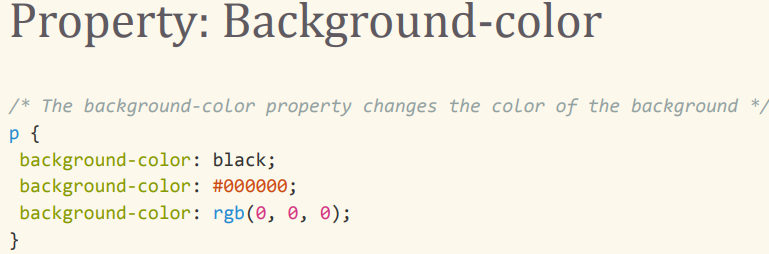 Property: Background-color
/* The background-color property changes the color of the background */
p {
background-color: black;
background-color: #000000;
background-color: rgb(0, 0, 0);
}